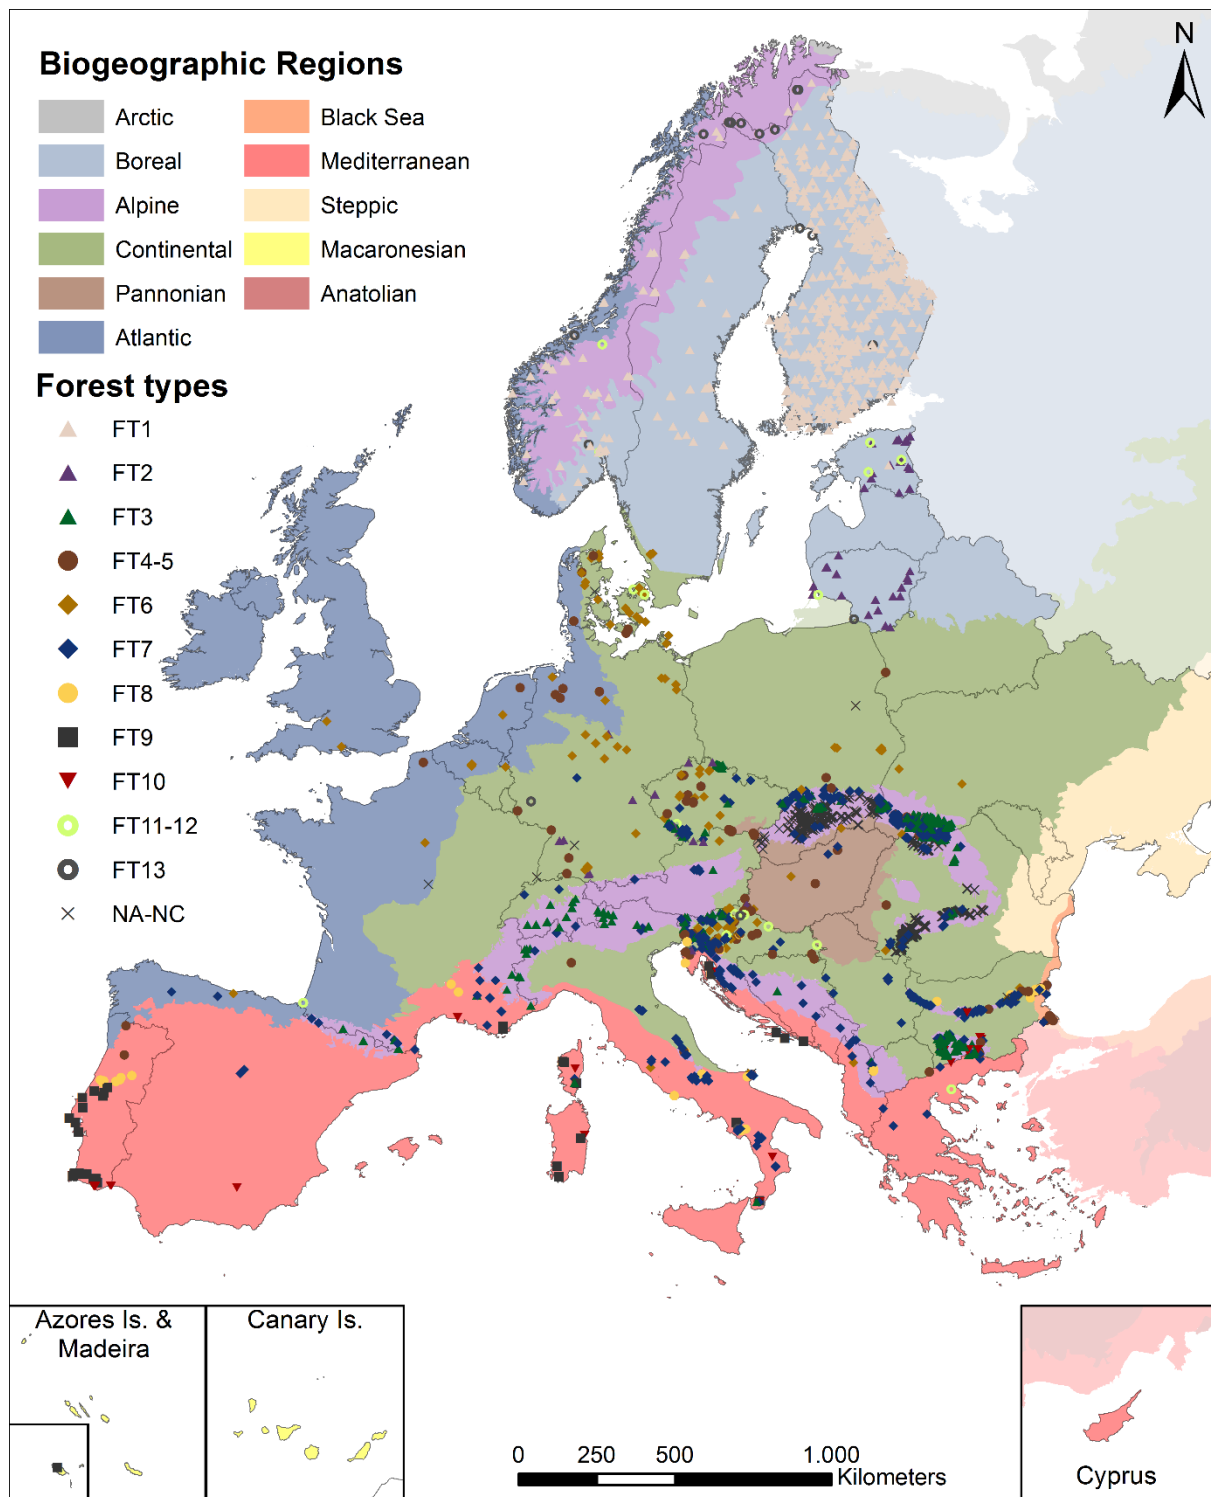 N
Biogeographic Regions
Arctic
Black Sea
Boreal
Mediterranean
Alpine
Steppic
Continental
Macaronesian
Pannonian
Anatolian
Atlantic
Forest types
FT1
FT2
FT3
FT4-5
FT6
FT7
FT8
FT9
FT10
FT11-12
FT13
NA-NC
Azores Is. &
Madeira
Canary Is.
0 250 500 1.000
Kilometers
Cyprus